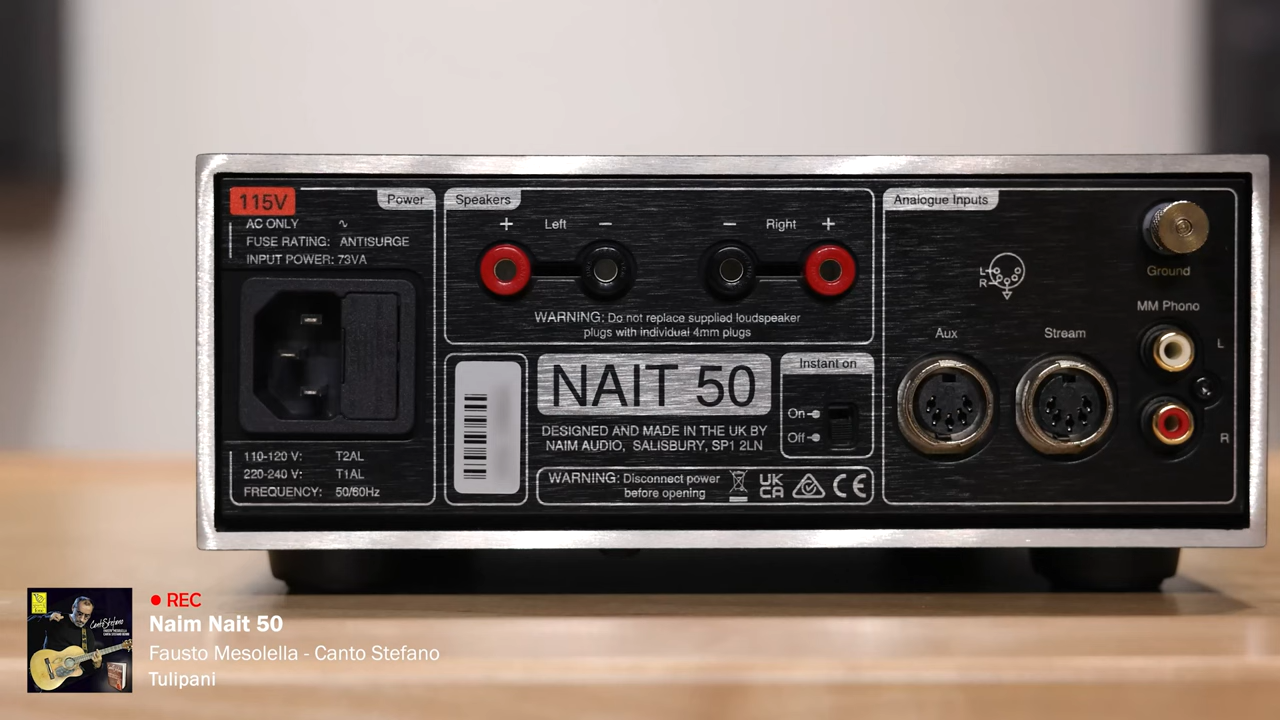 115V
Power
AC ONLY ∿
FUSE RATING: ANTISURGE
INPUT POWER: 73VA
110-120 V: T2AL
220-240 V: T1AL
FREQUENCY: 50/60Hz
Speakers
+ Left −
− Right +
WARNING: Do not replace supplied loudspeaker
plugs with individual 4mm plugs
NAIT 50
DESIGNED AND MADE IN THE UK BY
NAIM AUDIO, SALISBURY, SP1 2LN
Instant on
On
Off
WARNING: Disconnect power
before opening
UK
CA
CE
Analogue Inputs
L
R
Ground
MM Phono
Aux
Stream
L
R
REC
Naim Nait 50
Fausto Mesolella - Canto Stefano
Tulipani
CantoStefano